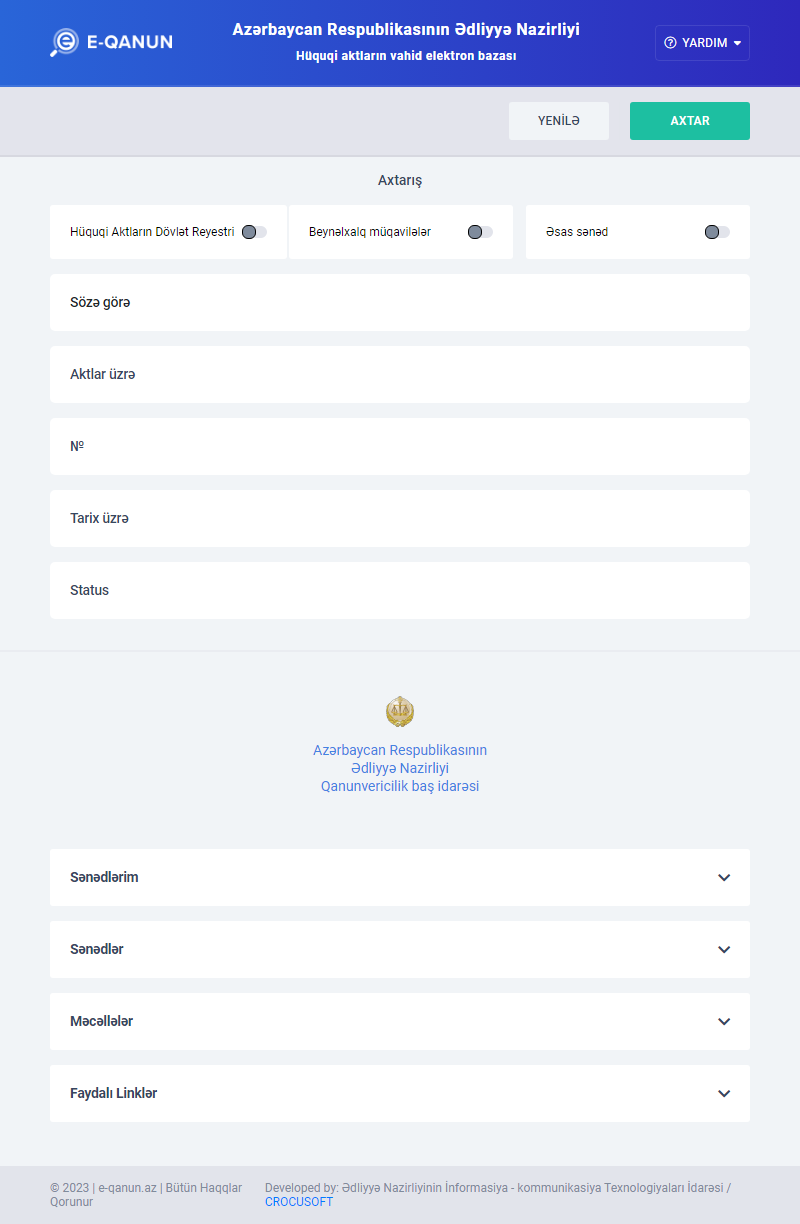 E-QANUN
Azərbaycan Respublikasının Ədliyyə Nazirliyi
Hüquqi aktların vahid elektron bazası
YARDIM
YENİLƏ
AXTAR
Axtarış
Hüquqi Aktların Dövlət Reyestri
Beynəlxalq müqavilələr
Əsas sənəd
Sözə görə
Aktlar üzrə
№
Tarix üzrə
Status
Azərbaycan Respublikasının
Ədliyyə Nazirliyi
Qanunvericilik baş idarəsi
Sənədlərim
Sənədlər
Məcəllələr
Faydalı Linklər
© 2023 | e-qanun.az | Bütün Haqqlar
Qorunur
Developed by: Ədliyyə Nazirliyinin İnformasiya - kommunikasiya Texnologiyaları İdarəsi /
CROCUSOFT